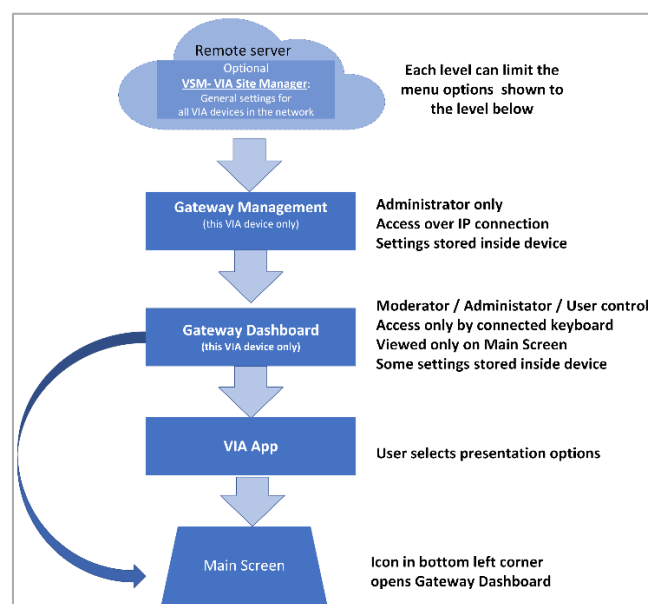 Remote server
Optional
VSM- VIA Site Manager:
General settings for
all VIA devices in the network
Each level can limit the
menu options shown to
the level below
Gateway Management
(this VIA device only)
Administrator only
Access over IP connection
Settings stored inside device
Gateway Dashboard
(this VIA device only)
Moderator / Administator / User control
Access only by connected keyboard
Viewed only on Main Screen
Some settings stored inside device
VIA App
User selects presentation options
Main Screen
Icon in bottom left corner
opens Gateway Dashboard